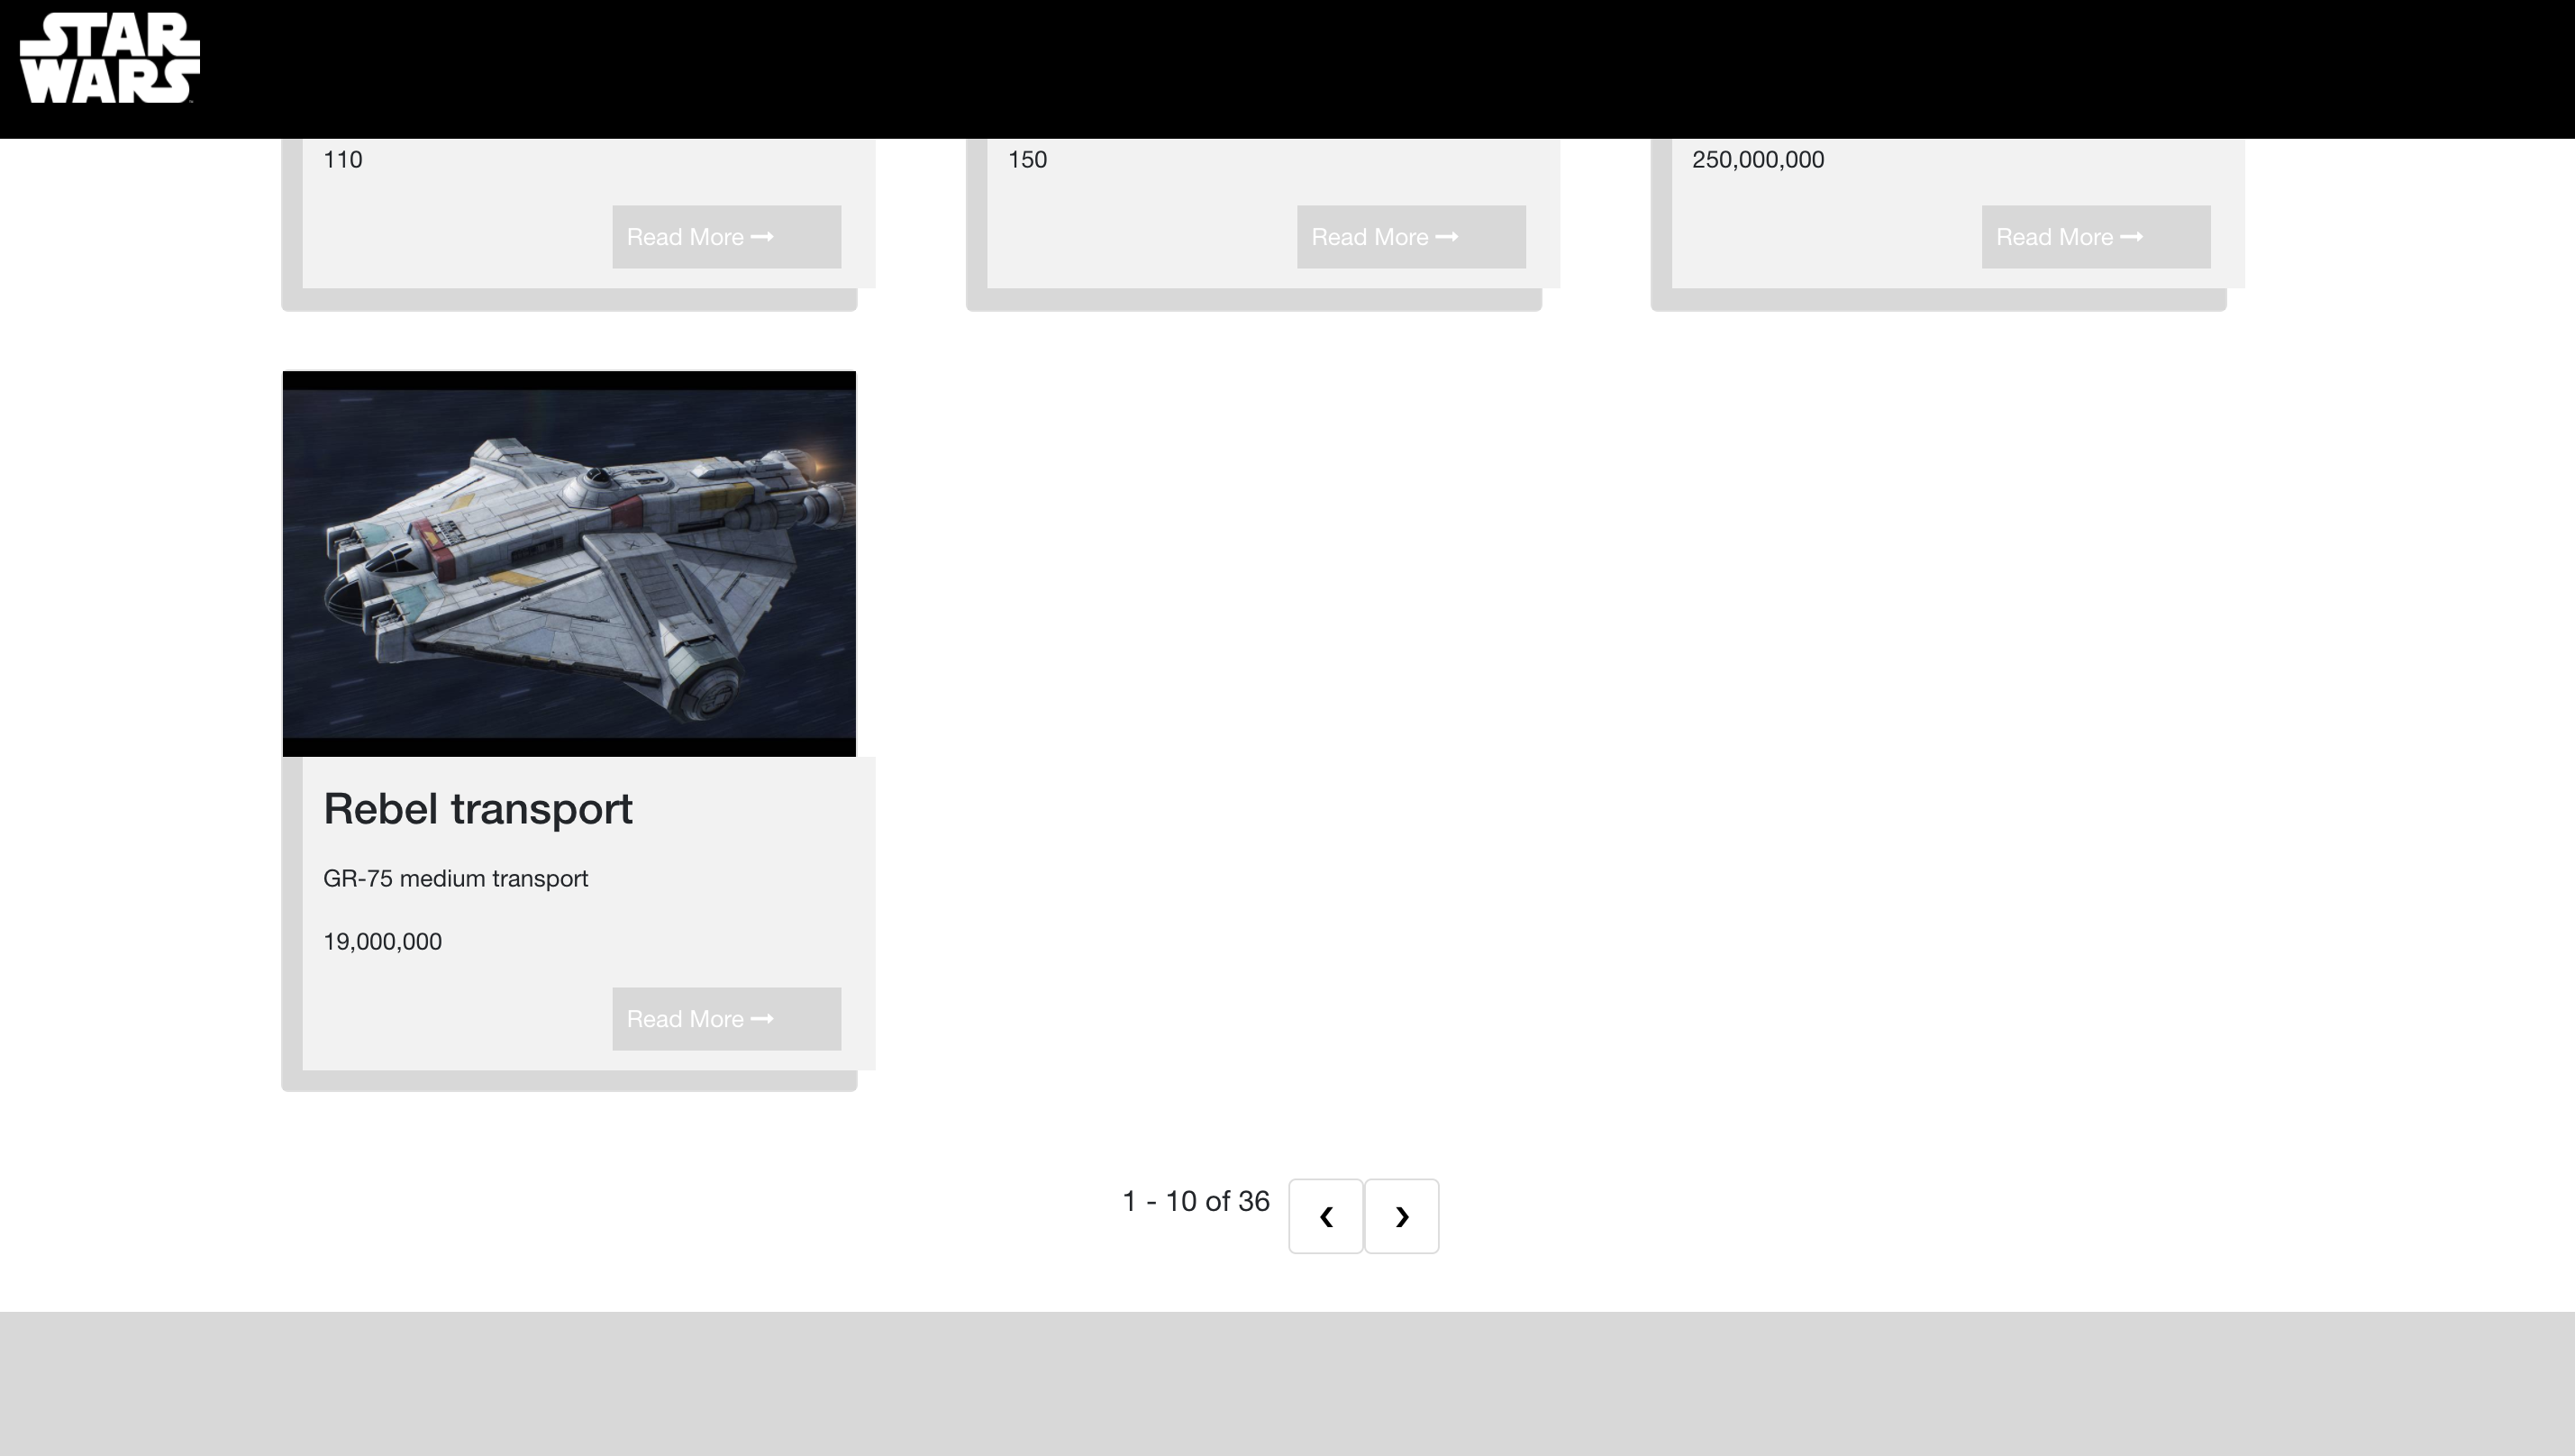 STAR
WARS
110
150
250,000,000
Read More
Read More
Read More
Rebel transport
GR-75 medium transport
19,000,000
Read More
1 - 10 of 36